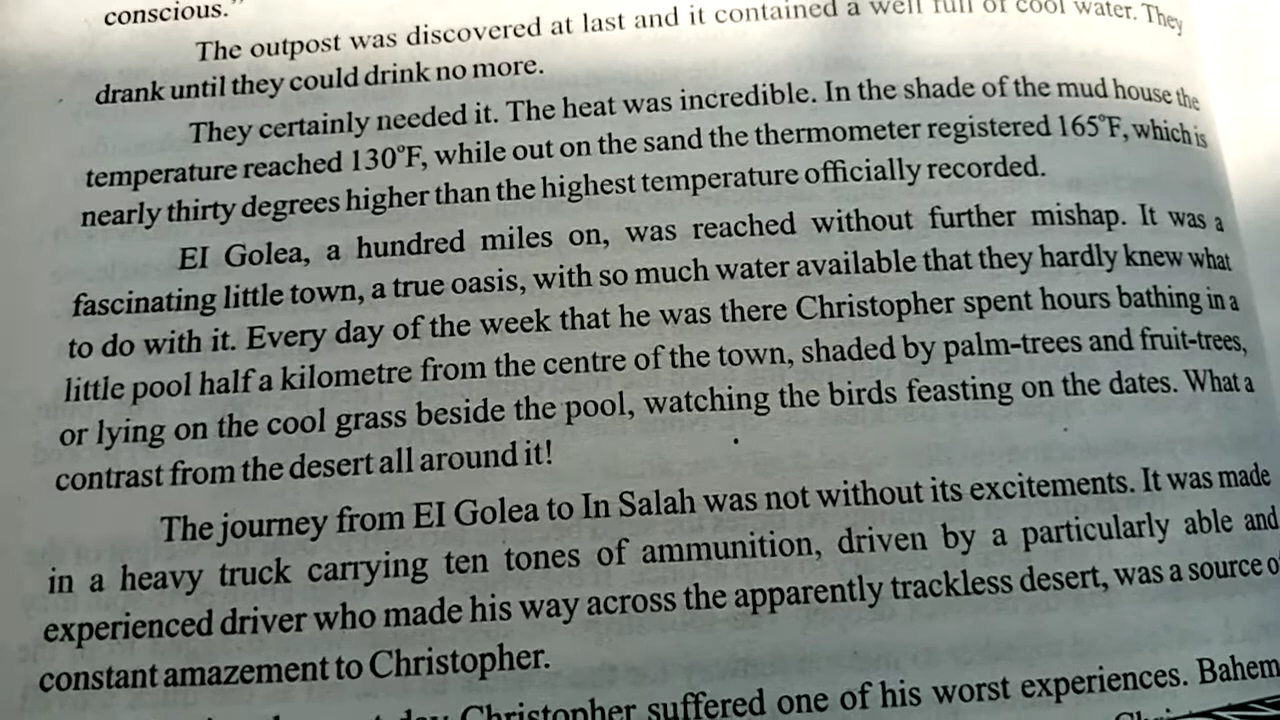 conscious."
The outpost was discovered at last and it contained a well full of cool water. They
drank until they could drink no more.
They certainly needed it. The heat was incredible. In the shade of the mud house the
temperature reached 130°F, while out on the sand the thermometer registered 165°F, which is
nearly thirty degrees higher than the highest temperature officially recorded.
EI Golea, a hundred miles on, was reached without further mishap. It was a
fascinating little town, a true oasis, with so much water available that they hardly knew what
to do with it. Every day of the week that he was there Christopher spent hours bathing in a
little pool half a kilometre from the centre of the town, shaded by palm-trees and fruit-trees,
or lying on the cool grass beside the pool, watching the birds feasting on the dates. What a
contrast from the desert all around it!
The journey from EI Golea to In Salah was not without its excitements. It was made
in a heavy truck carrying ten tones of ammunition, driven by a particularly able and
experienced driver who made his way across the apparently trackless desert, was a source o
constant amazement to Christopher.
day Christopher suffered one of his worst experiences. Bahem